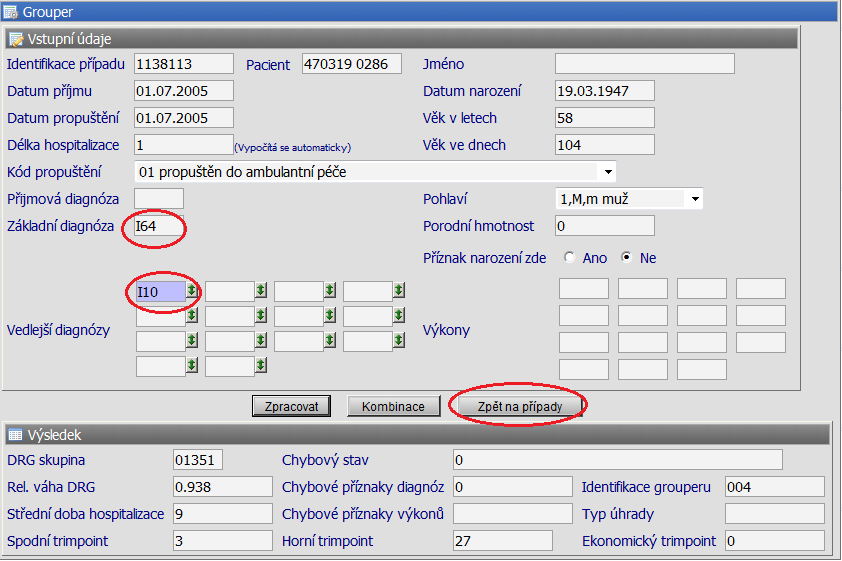 Grouper
Vstupní údaje
Identifikace případu 1138113 Pacient 470319 0286 Jméno
Datum příjmu 01.07.2005 Datum narození 19.03.1947
Datum propuštění 01.07.2005 Věk v letech 58
Délka hospitalizace 1 (Vypočítá se automaticky) Věk ve dnech 104
Kód propuštění 01 propuštěn do ambulantní péče
Přijmová diagnóza Pohlaví 1,M,m muž
Základní diagnóza I64 Porodní hmotnost 0
Příznak narození zde Ano Ne
I10
Vedlejší diagnózy Výkony
Zpracovat Kombinace Zpět na případy
Výsledek
DRG skupina 01351 Chybový stav 0
Rel. váha DRG 0.938 Chybové příznaky diagnóz 0 Identifikace grouperu 004
Střední doba hospitalizace 9 Chybové příznaky výkonů Typ úhrady
Spodní trimpoint 3 Horní trimpoint 27 Ekonomický trimpoint 0